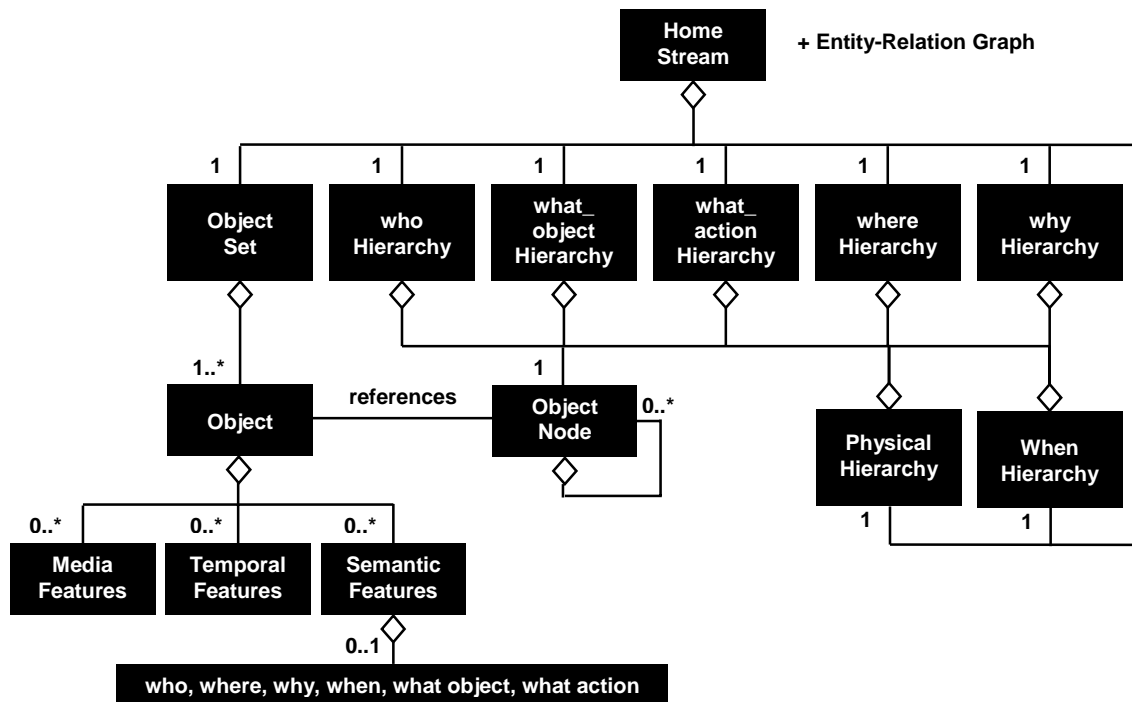 Home
Stream
+ Entity-Relation Graph
1
1
1
1
1
1
Object
Set
who
Hierarchy
what_
object
Hierarchy
what_
action
Hierarchy
where
Hierarchy
why
Hierarchy
1..*
1
Object
references
Object
Node
0..*
Physical
Hierarchy
When
Hierarchy
1
1
0..*
0..*
0..*
Media
Features
Temporal
Features
Semantic
Features
0..1
who, where, why, when, what object, what action